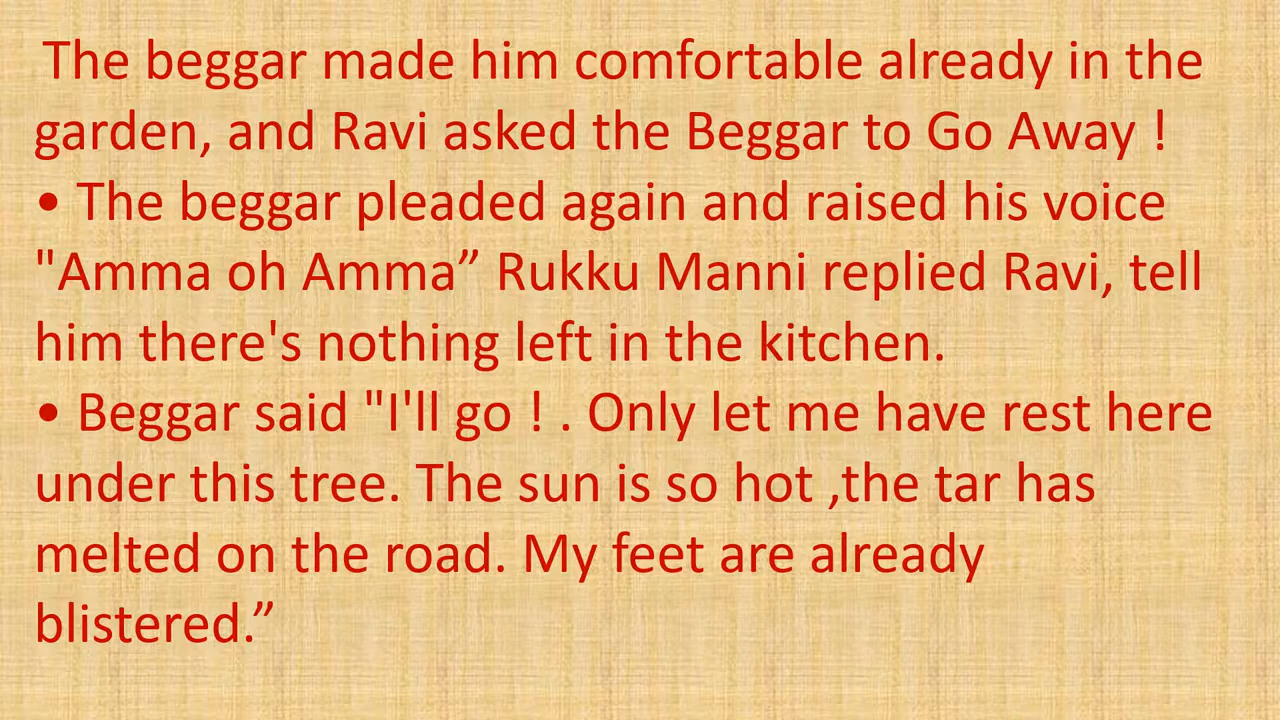 The beggar made him comfortable already in the
garden, and Ravi asked the Beggar to Go Away !
• The beggar pleaded again and raised his voice
"Amma oh Amma” Rukku Manni replied Ravi, tell
him there's nothing left in the kitchen.
• Beggar said "I'll go ! . Only let me have rest here
under this tree. The sun is so hot ,the tar has
melted on the road. My feet are already
blistered.”